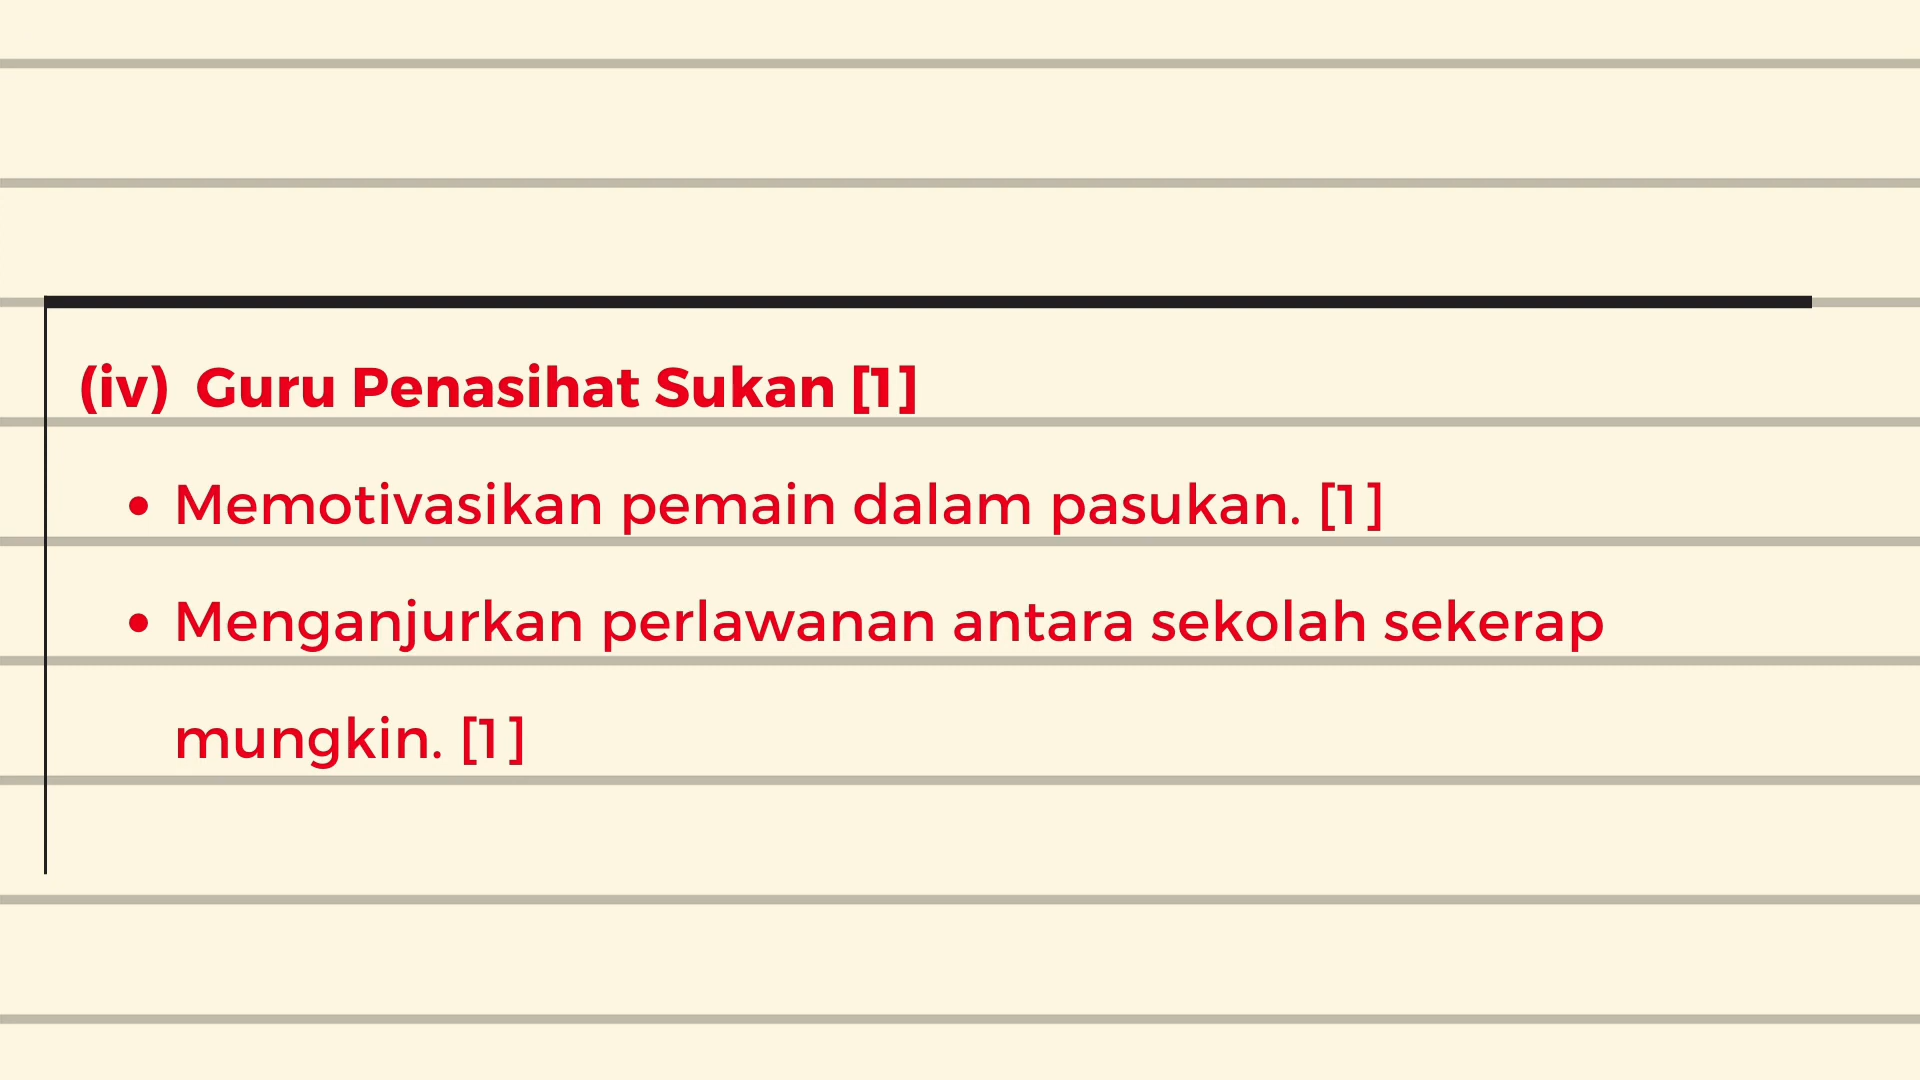 (iv) Guru Penasihat Sukan [1]
• Memotivasikan pemain dalam pasukan. [1]
• Menganjurkan perlawanan antara sekolah sekerap
mungkin. [1]